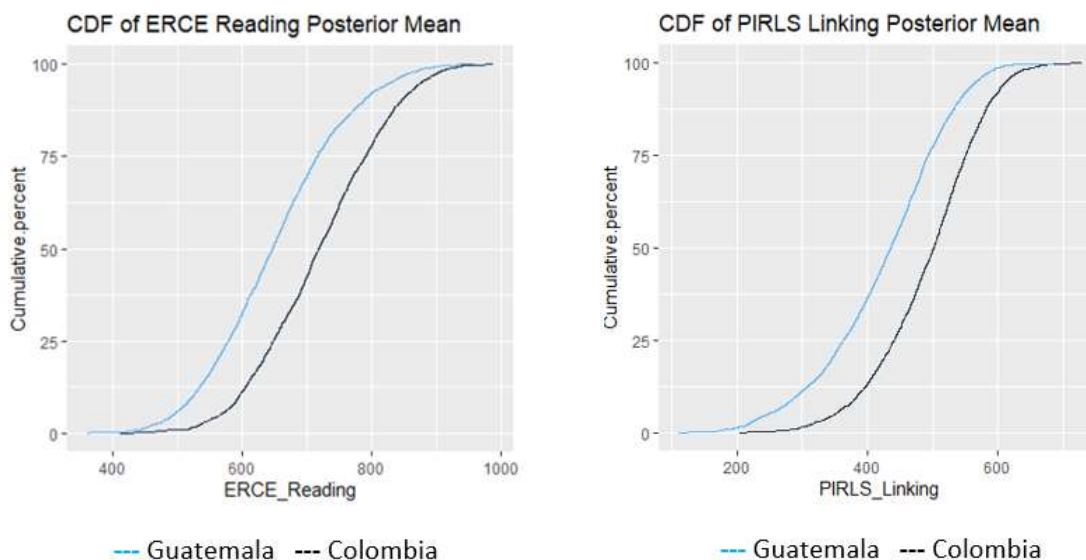 CDF of ERCE Reading Posterior Mean
100
75
50
25
0
Cumulative.percent
400 600 800 1000
ERCE_Reading
Guatemala Colombia
CDF of PIRLS Linking Posterior Mean
100
75
50
25
0
Cumulative.percent
200 400 600
PIRLS_Linking
Guatemala Colombia